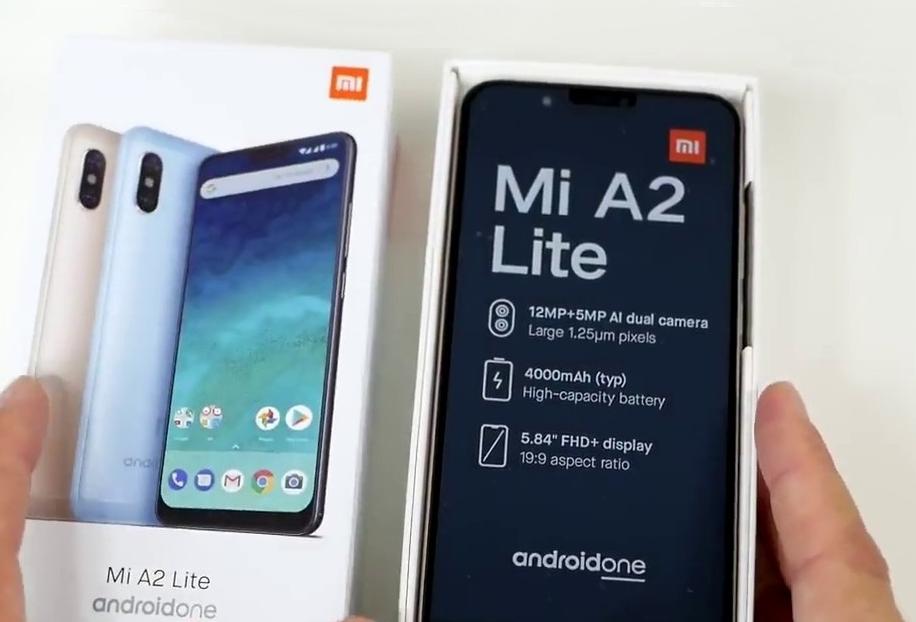 mi
andr
Mi A2 Lite
androidone
mi
Mi A2
Lite
12MP+5MP AI dual camera
Large 1.25μm pixels
4000mAh (typ)
High-capacity battery
5.84" FHD+ display
19:9 aspect ratio
androidone